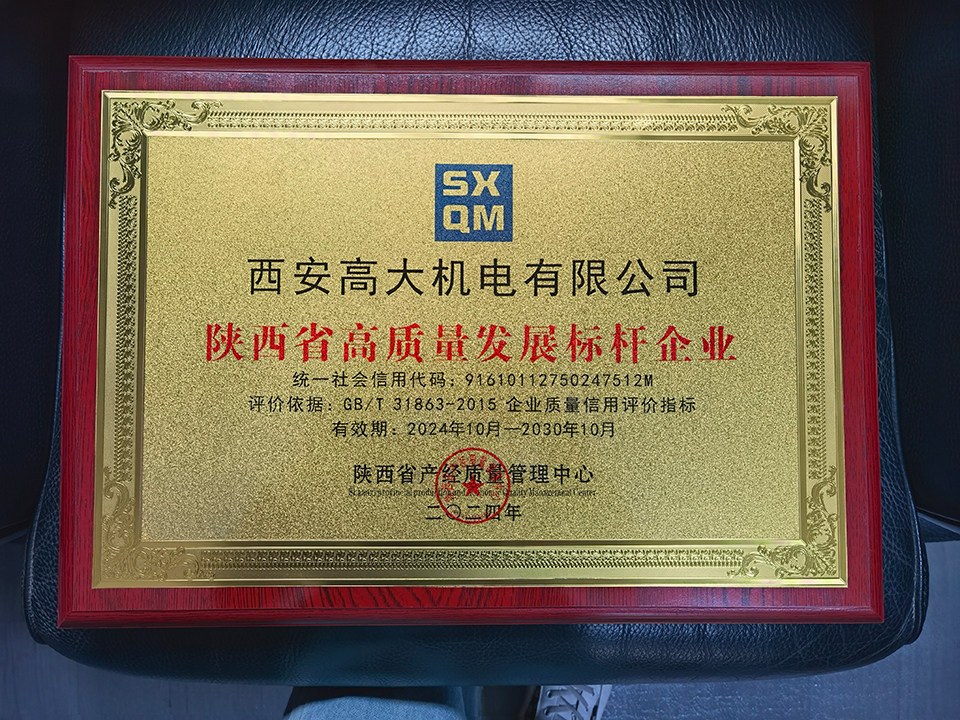 SX
QM
西安高大机电有限公司
陕西省高质量发展标杆企业
统一社会信用代码：91610112750247512M
评价依据：GB/T 31863-2015 企业质量信用评价指标
有效期：2024年10月—2030年10月
陕西省产经质量管理中心
Quality Management Center
二〇二四年